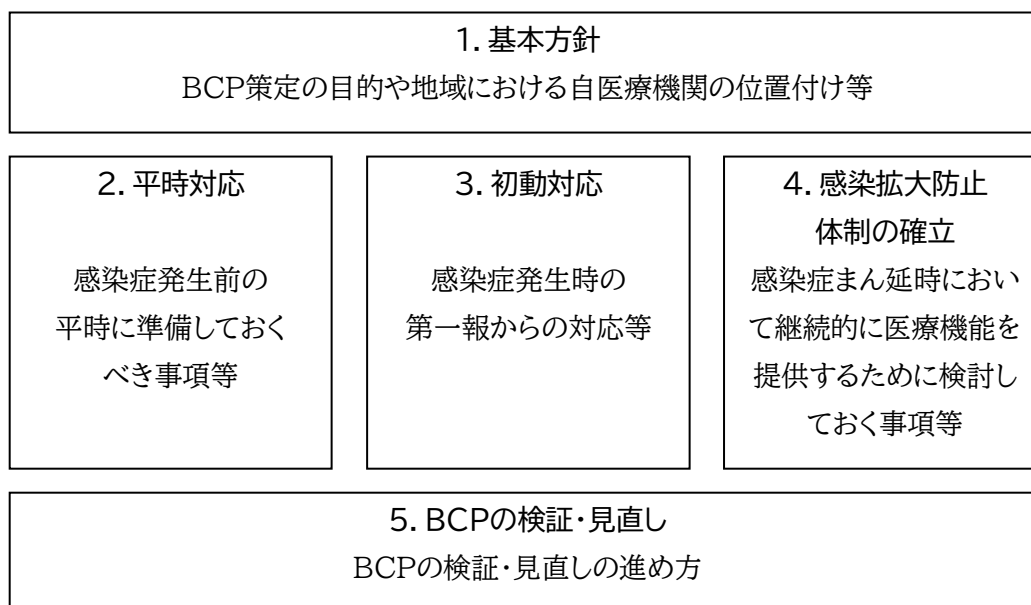 1. 基本方針
BCP策定の目的や地域における自医療機関の位置付け等
2. 平時対応
感染症発生前の
平時に準備しておく
べき事項等
3. 初動対応
感染症発生時の
第一報からの対応等
4. 感染拡大防止
体制の確立
感染症まん延時におい
て継続的に医療機能を
提供するために検討し
ておく事項等
5. BCPの検証・見直し
BCPの検証・見直しの進め方